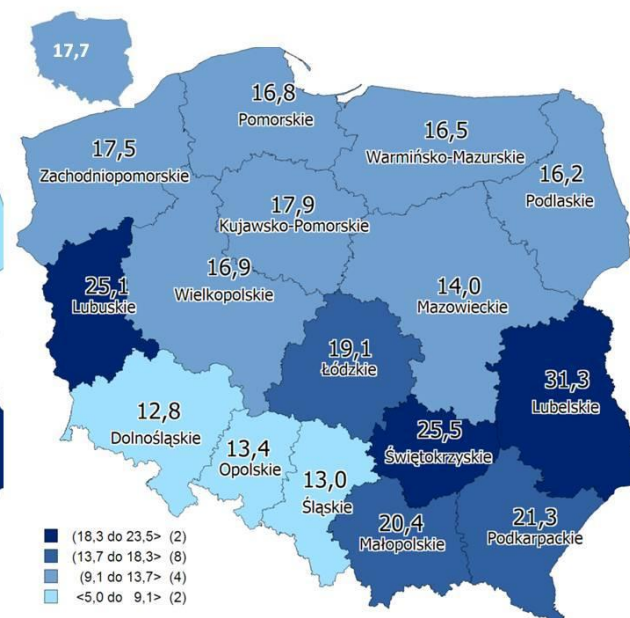 17,7
16,8
Pomorskie
16,5
Warmińsko-Mazurskie
17,5
Zachodniopomorskie
16,2
Podlaskie
17,9
Kujawsko-Pomorskie
16,9
Wielkopolskie
14,0
Mazowieckie
25,1
Lubuskie
19,1
Łódzkie
31,3
Lubelskie
12,8
Dolnośląskie
13,4
Opolskie
13,0
Śląskie
25,5
Świętokrzyskie
20,4
Małopolskie
21,3
Podkarpackie
(18,3 do 23,5> (2)
(13,7 do 18,3> (8)
(9,1 do 13,7> (4)
<5,0 do 9,1> (2)